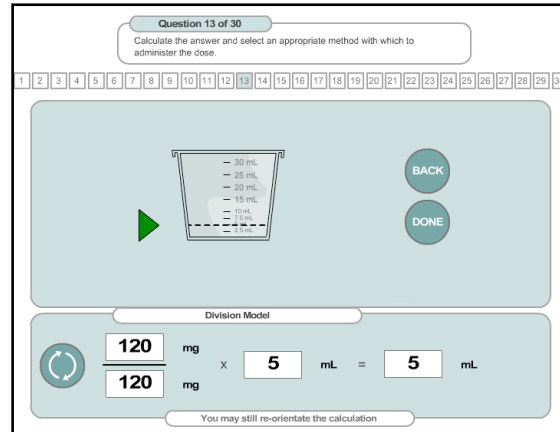 Question 13 of 30
Calculate the answer and select an appropriate method with which to
administer the dose.
1 2 3 4 5 6 7 8 9 10 11 12 13 14 15 16 17 18 19 20 21 22 23 24 25 26 27 28 29
30 mL
25 mL
20 mL
15 mL
10 mL
7.5 mL
2.5 mL
BACK
DONE
Division Model
120 mg
x 5 mL = 5 mL
120 mg
You may still re-orientate the calculation